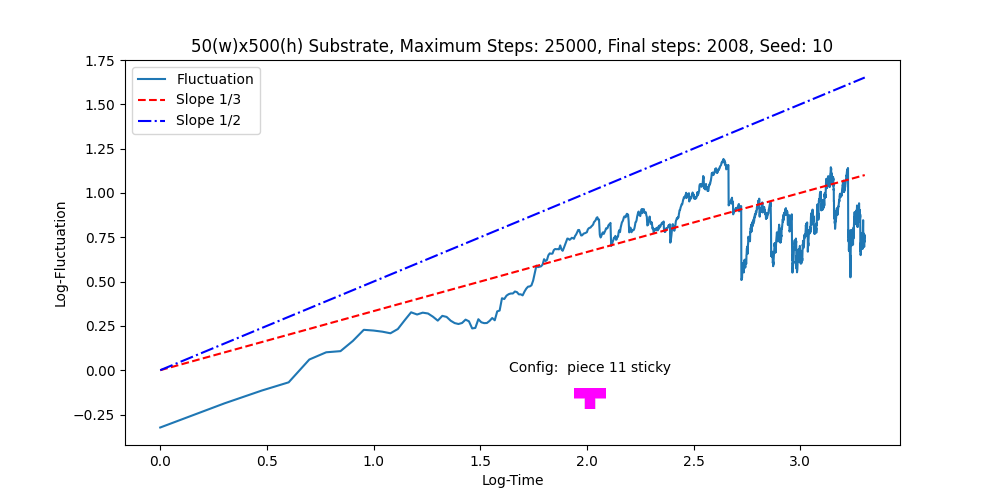 50(w)x500(h) Substrate, Maximum Steps: 25000, Final steps: 2008, Seed: 10
1.75
1.50
1.25
1.00
0.75
0.50
0.25
0.00
−0.25
Log-Fluctuation
Fluctuation
Slope 1/3
Slope 1/2
Config:  piece 11 sticky
0.0 0.5 1.0 1.5 2.0 2.5 3.0
Log-Time